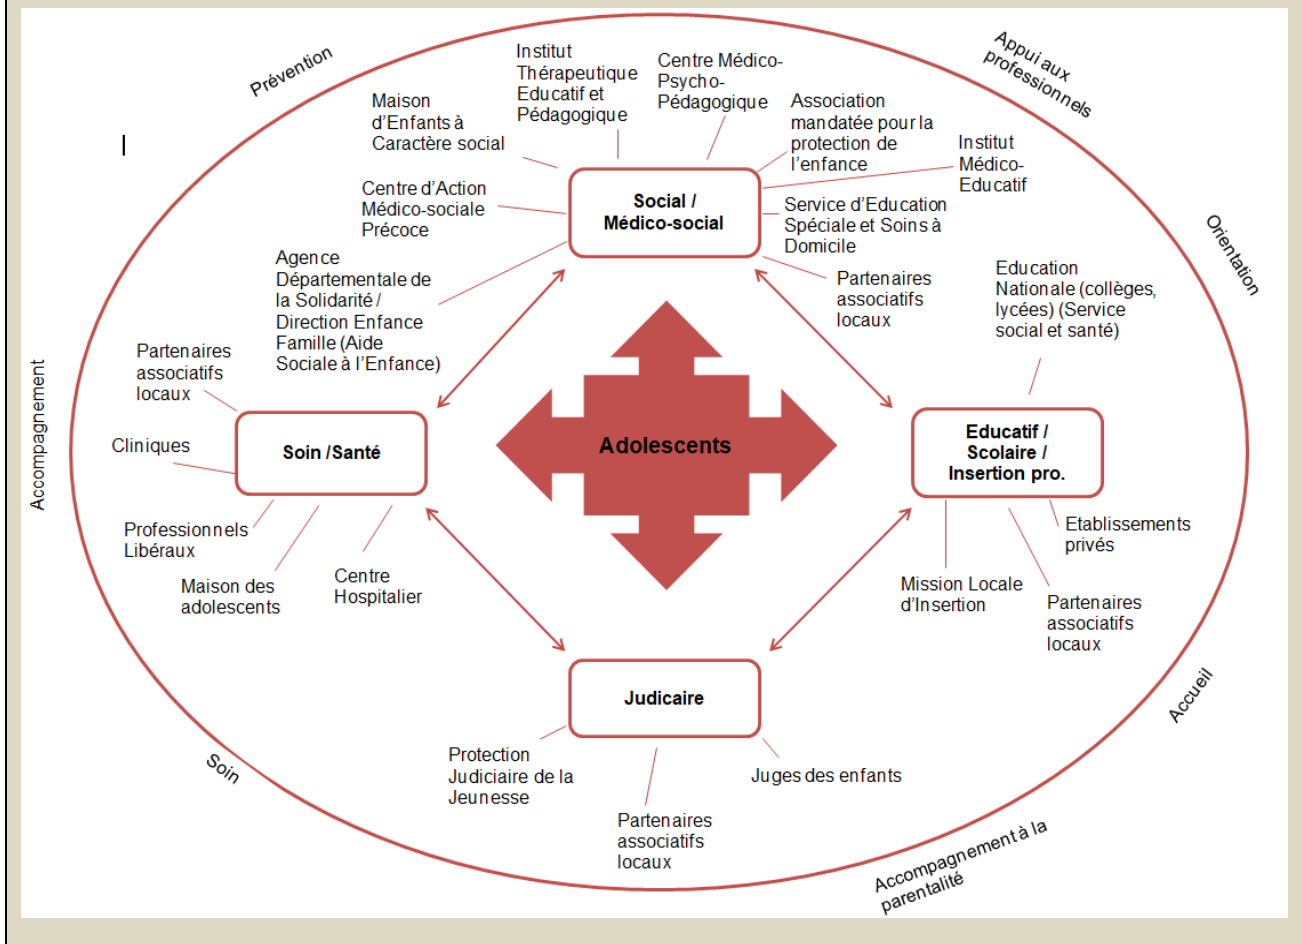 Prévention
Appui aux
professionnels
Orientation
Accueil
Accompagnement à la
parentalité
Soin
Accompagnement
Institut
Thérapeutique
Educatif et
Pédagogique
Centre Médico-
Psycho-
Pédagogique
Maison
d'Enfants à
Caractère social
Association
mandatée pour la
protection de
l'enfance
Institut
Médico-
Educatif
Centre d'Action
Médico-sociale
Précoce
Social /
Médico-social
Service d'Education
Spéciale et Soins à
Domicile
Agence
Départementale de
la Solidarité /
Direction Enfance
Famille (Aide
Sociale à l'Enfance)
Partenaires
associatifs
locaux
Education
Nationale (collèges,
lycées) (Service
social et santé)
Partenaires
associatifs
locaux
Cliniques
Soin /Santé
Professionnels
Libéraux
Maison des
adolescents
Centre
Hospitalier
Adolescents
Educatif /
Scolaire /
Insertion pro.
Etablissements
privés
Mission Locale
d'Insertion
Partenaires
associatifs
locaux
Judicaire
Protection
Judiciaire de la
Jeunesse
Partenaires
associatifs
locaux
Juges des enfants